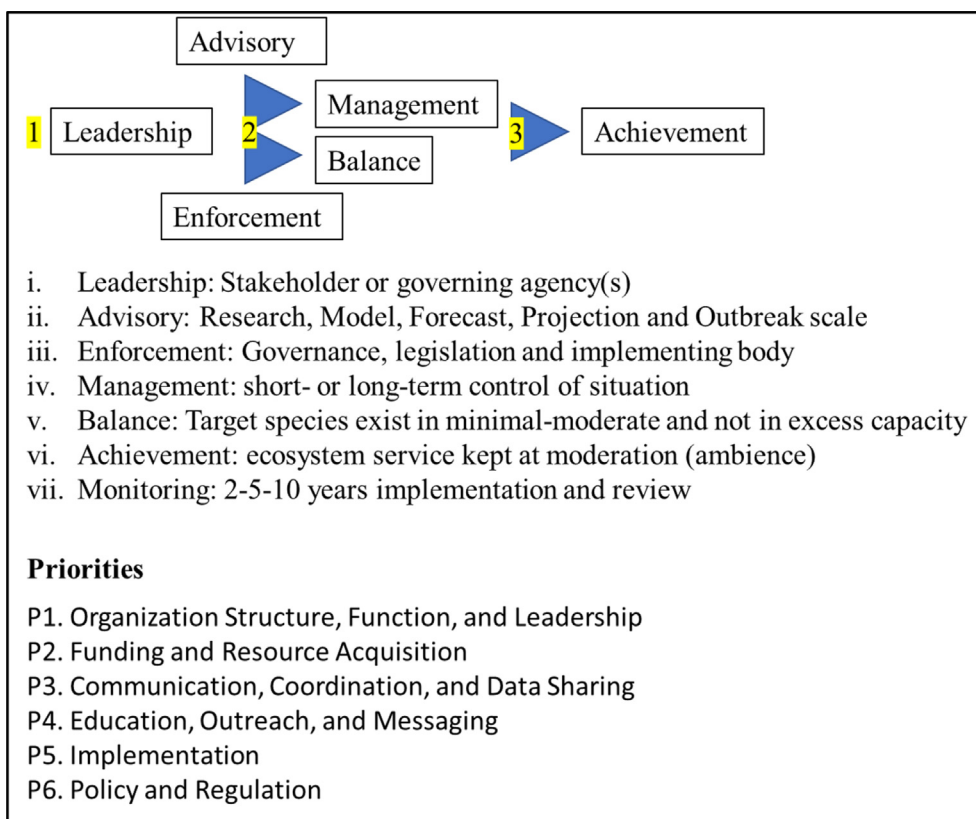 Advisory
Management
1 Leadership 2 3 Achievement
Balance
Enforcement
i. Leadership: Stakeholder or governing agency(s)
ii. Advisory: Research, Model, Forecast, Projection and Outbreak scale
iii. Enforcement: Governance, legislation and implementing body
iv. Management: short- or long-term control of situation
v. Balance: Target species exist in minimal-moderate and not in excess capacity
vi. Achievement: ecosystem service kept at moderation (ambience)
vii. Monitoring: 2-5-10 years implementation and review
Priorities
P1. Organization Structure, Function, and Leadership
P2. Funding and Resource Acquisition
P3. Communication, Coordination, and Data Sharing
P4. Education, Outreach, and Messaging
P5. Implementation
P6. Policy and Regulation